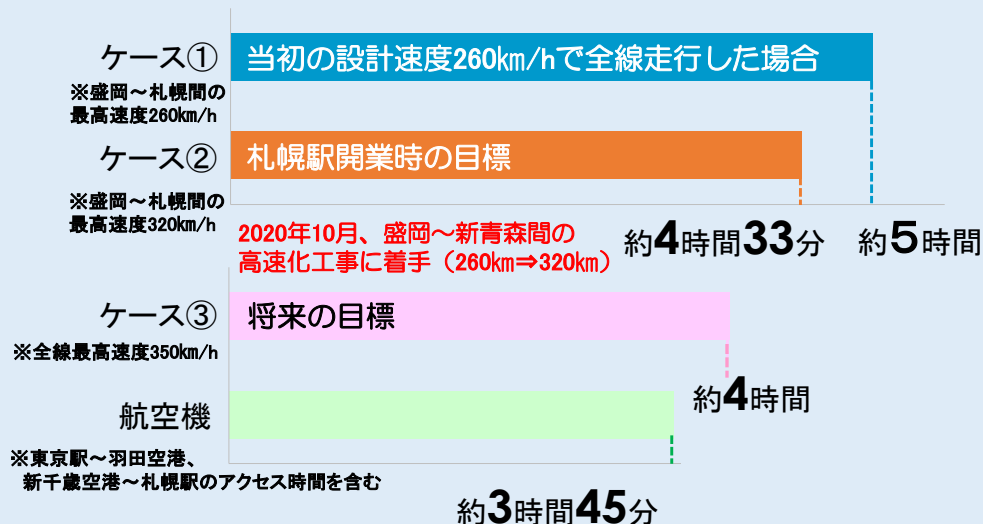 ケース①
当初の設計速度260km/hで全線走行した場合
※盛岡～札幌間の
最高速度260km/h
ケース②
札幌駅開業時の目標
※盛岡～札幌間の
最高速度320km/h
2020年10月、盛岡～新青森間の
高速化工事に着手（260km⇒320km）
約4時間33分
約5時間
ケース③
将来の目標
※全線最高速度350km/h
約4時間
航空機
※東京駅～羽田空港、
新千歳空港～札幌駅のアクセス時間を含む
約3時間45分